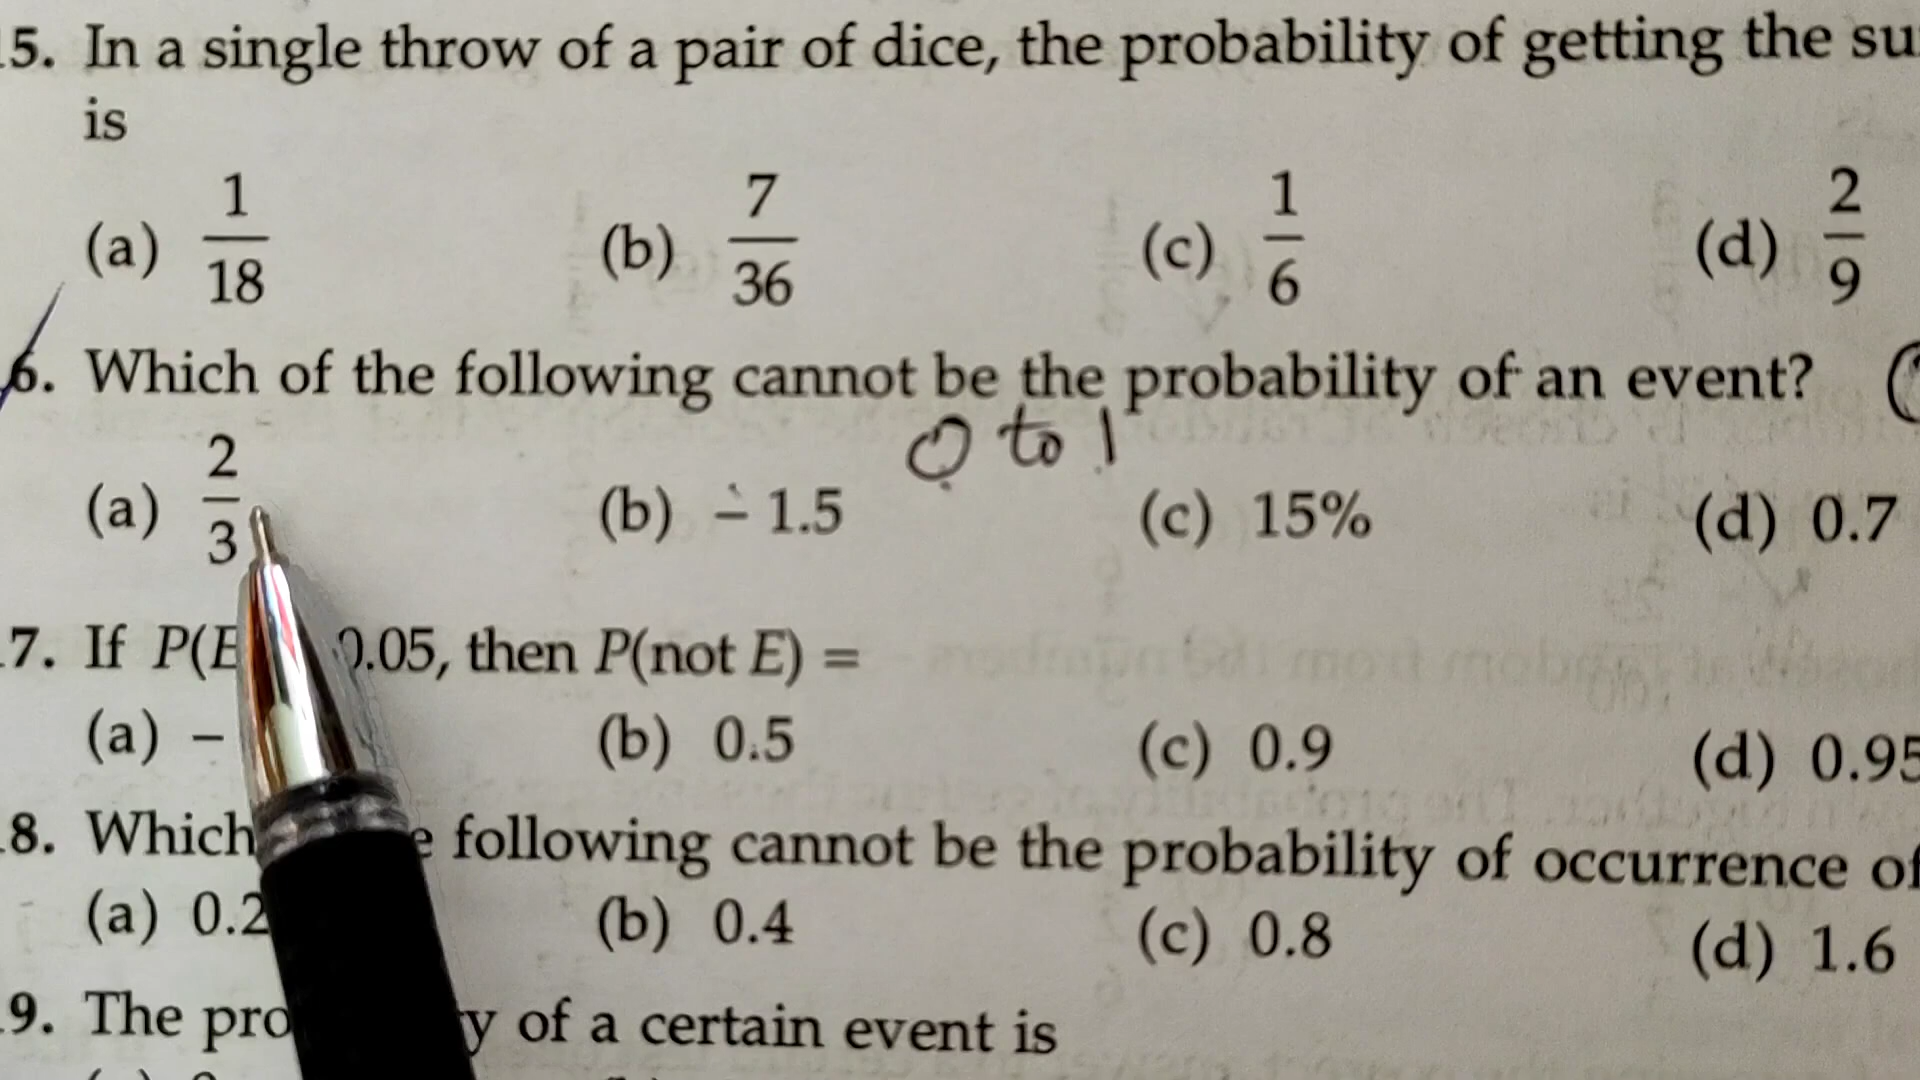 5. In a single throw of a pair of dice, the probability of getting the
is
(a) 1/18 (b) 7/36 (c) 1/6 (d) 2/9
6. Which of the following cannot be the probability of an event?
0 to 1
(a) 2/3 (b) – 1.5 (c) 15% (d) 0.7
7. If P(E 0.05, then P(not E) =
(a) – (b) 0.5 (c) 0.9 (d) 0.95
8. Which following cannot be the probability of occurrence of
(a) 0.2 (b) 0.4 (c) 0.8 (d) 1.6
9. The of a certain event is